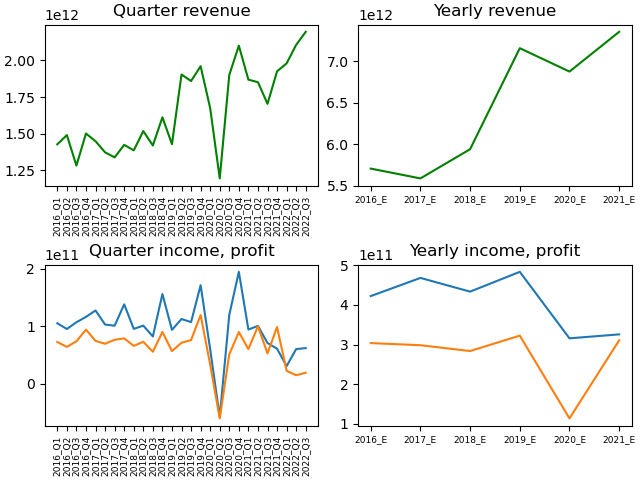 Quarter revenue
1e12
2.00
1.75
1.50
1.25
2016_Q1 2016_Q2 2016_Q3 2016_Q4 2017_Q1 2017_Q2 2017_Q3 2017_Q4 2018_Q1 2018_Q2 2018_Q3 2018_Q4 2019_Q1 2019_Q2 2019_Q3 2019_Q4 2020_Q1 2020_Q2 2020_Q3 2020_Q4 2021_Q1 2021_Q2 2021_Q3 2021_Q4 2022_Q1 2022_Q2 2022_Q3
Yearly revenue
1e12
7.0
6.5
6.0
5.5
2016_E 2017_E 2018_E 2019_E 2020_E 2021_E
Quarter income, profit
1e11
2
1
0
2016_Q1 2016_Q2 2016_Q3 2016_Q4 2017_Q1 2017_Q2 2017_Q3 2017_Q4 2018_Q1 2018_Q2 2018_Q3 2018_Q4 2019_Q1 2019_Q2 2019_Q3 2019_Q4 2020_Q1 2020_Q2 2020_Q3 2020_Q4 2021_Q1 2021_Q2 2021_Q3 2021_Q4 2022_Q1 2022_Q2 2022_Q3
Yearly income, profit
1e11
5
4
3
2
1
2016_E 2017_E 2018_E 2019_E 2020_E 2021_E